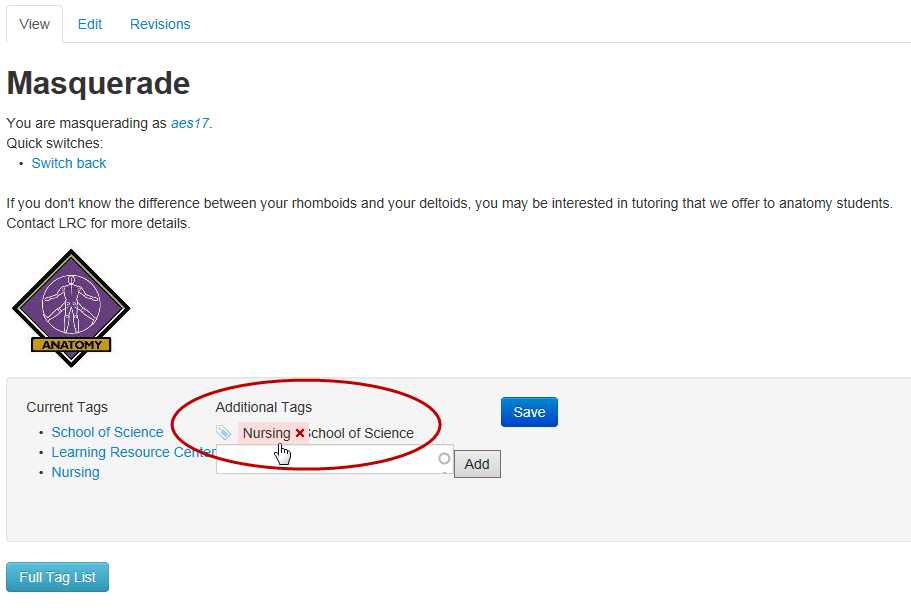 View Edit Revisions
Masquerade
You are masquerading as aes17.
Quick switches:
• Switch back
If you don't know the difference between your rhomboids and your deltoids, you may be interested in tutoring that we offer to anatomy students.
Contact LRC for more details.
ANATOMY
Current Tags
• School of Science
• Learning Resource Center
• Nursing
Additional Tags
Nursing × School of Science
Add
Save
Full Tag List